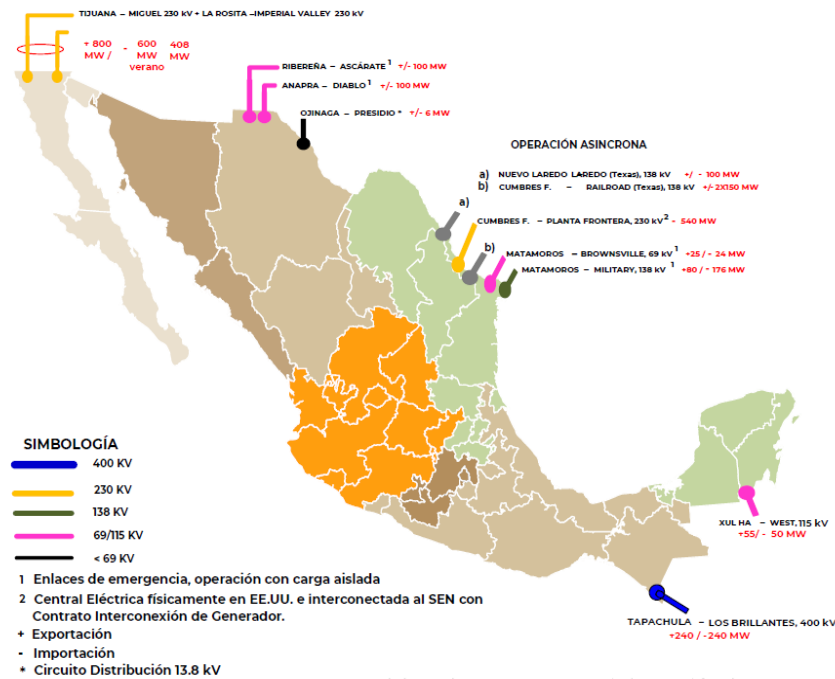 TIJUANA – MIGUEL 230 kV + LA ROSITA –IMPERIAL VALLEY 230 kV
+ 800 MW / - 600 MW verano 408 MW
RIBEREÑA – ASCÁRATE 1 +/- 100 MW
ANAPRA – DIABLO 1 +/- 100 MW
OJINAGA – PRESIDIO * +/- 6 MW
OPERACIÓN ASINCRONA
a) NUEVO LAREDO LAREDO (Texas), 138 kV +/ - 100 MW
b) CUMBRES F. – RAILROAD (Texas), 138 kV +/- 2X150 MW
a)
CUMBRES F. – PLANTA FRONTERA, 230 kV 2 - 540 MW
b)
MATAMOROS – BROWNSVILLE, 69 kV 1 +25 / - 24 MW
MATAMOROS – MILITARY, 138 kV 1 +80 / - 176 MW
SIMBOLOGÍA
400 KV
230 KV
138 KV
69/115 KV
< 69 KV
XUL HA – WEST, 115 kV
+55/ - 50 MW
TAPACHULA – LOS BRILLANTES, 400 kV
+240 / -240 MW
1 Enlaces de emergencia, operación con carga aislada
2 Central Eléctrica físicamente en EE.UU. e interconectada al SEN con
Contrato Interconexión de Generador.
+ Exportación
- Importación
* Circuito Distribución 13.8 kV